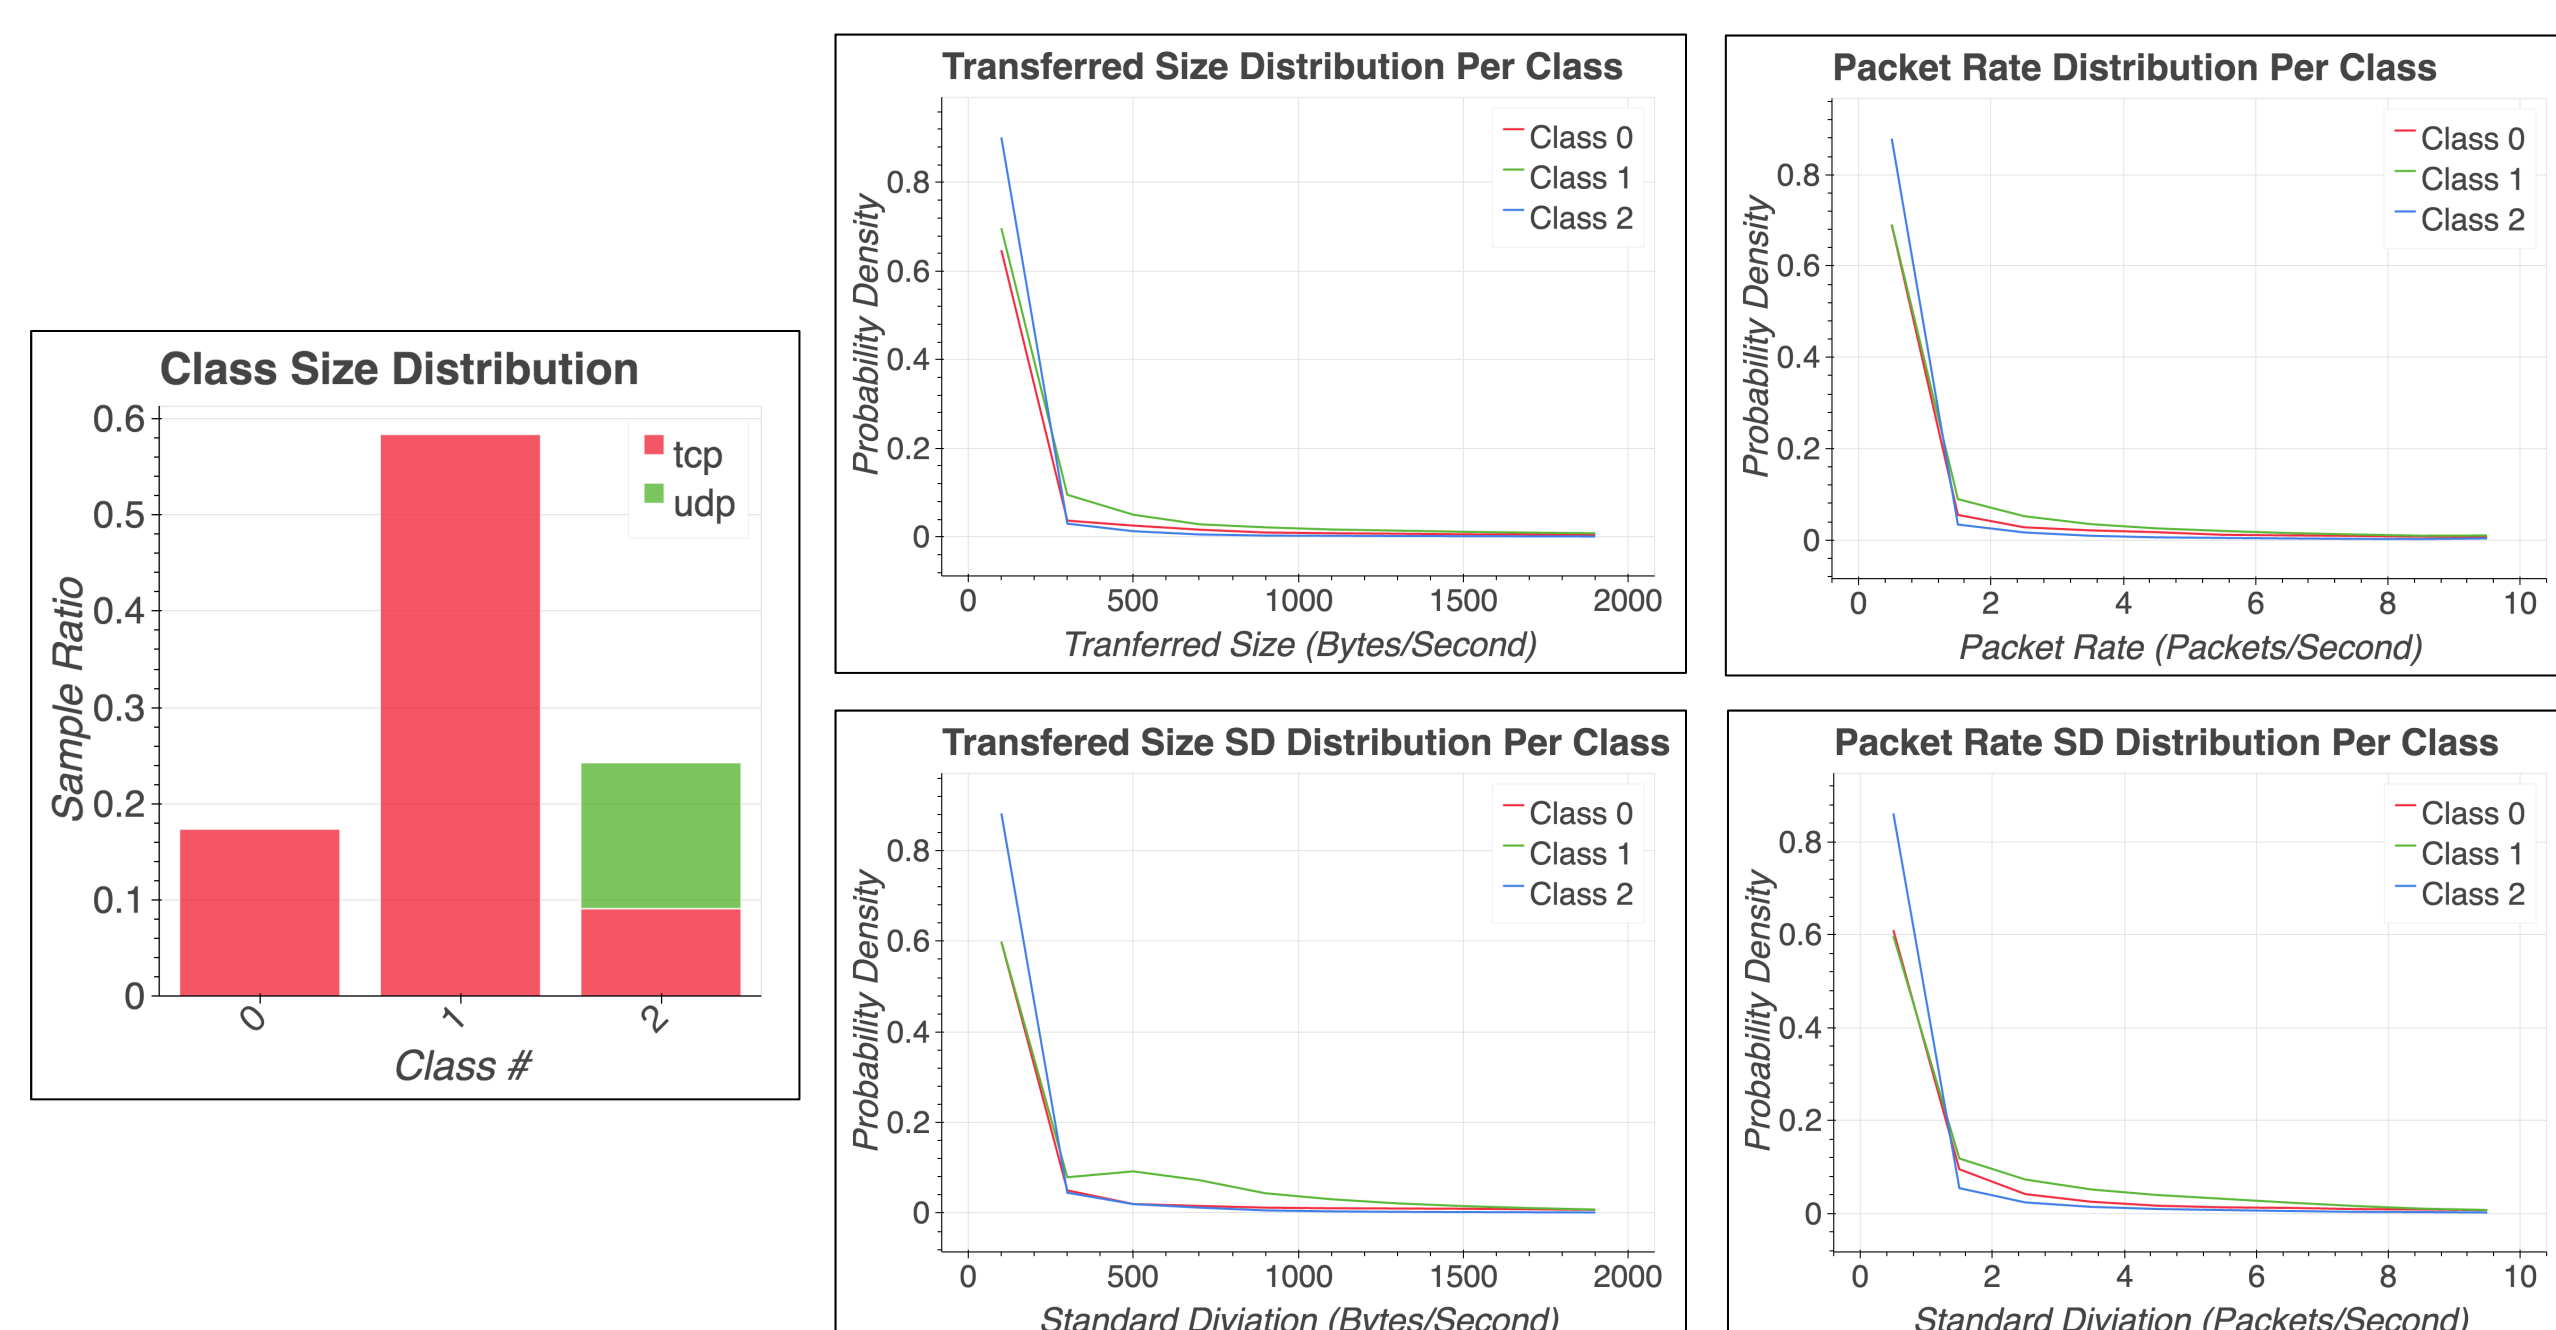 Class Size Distribution
Sample Ratio
0.6
0.5
0.4
0.3
0.2
0.1
0
tcp
udp
0 1 2
Class #
Transferred Size Distribution Per Class
Probability Density
0.8
0.6
0.4
0.2
0
Class 0
Class 1
Class 2
0 500 1000 1500 2000
Tranferred Size (Bytes/Second)
Packet Rate Distribution Per Class
Probability Density
0.8
0.6
0.4
0.2
0
Class 0
Class 1
Class 2
0 2 4 6 8 10
Packet Rate (Packets/Second)
Transfered Size SD Distribution Per Class
Probability Density
0.8
0.6
0.4
0.2
0
Class 0
Class 1
Class 2
0 500 1000 1500 2000
Standard Diviation (Bytes/Second)
Packet Rate SD Distribution Per Class
Probability Density
0.8
0.6
0.4
0.2
0
Class 0
Class 1
Class 2
0 2 4 6 8 10
Standard Diviation (Packets/Second)